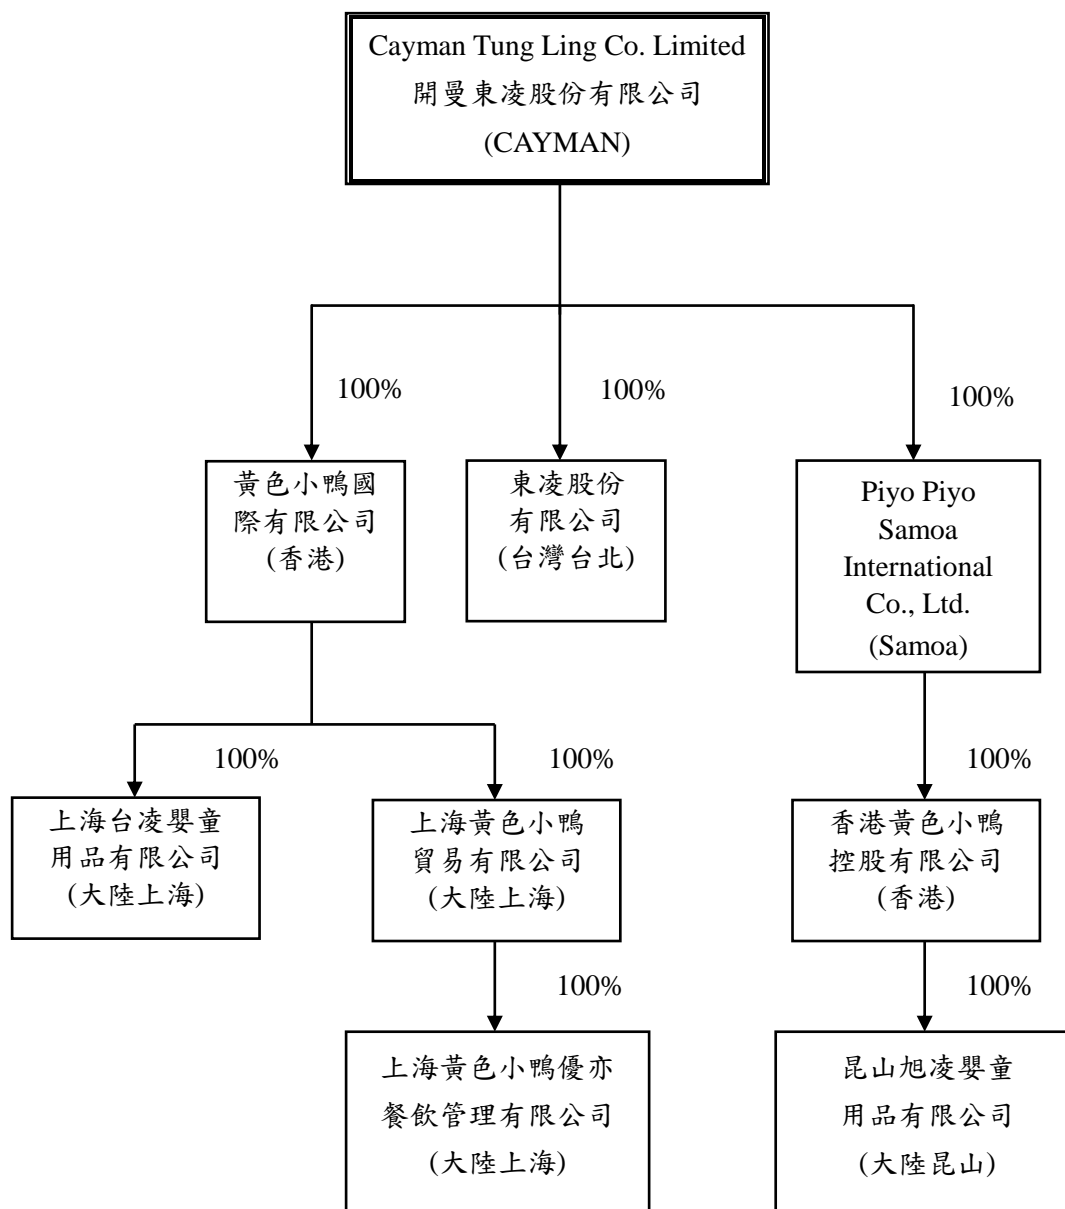 Cayman Tung Ling Co. Limited
開曼東凌股份有限公司
(CAYMAN)
100%
100%
100%
黃色小鴨國
際有限公司
(香港)
東凌股份
有限公司
(台灣台北)
Piyo Piyo
Samoa
International
Co., Ltd.
(Samoa)
100%
100%
100%
上海台凌嬰童
用品有限公司
(大陸上海)
上海黃色小鴨
貿易有限公司
(大陸上海)
香港黃色小鴨
控股有限公司
(香港)
100%
100%
上海黃色小鴨優亦
餐飲管理有限公司
(大陸上海)
昆山旭凌嬰童
用品有限公司
(大陸昆山)